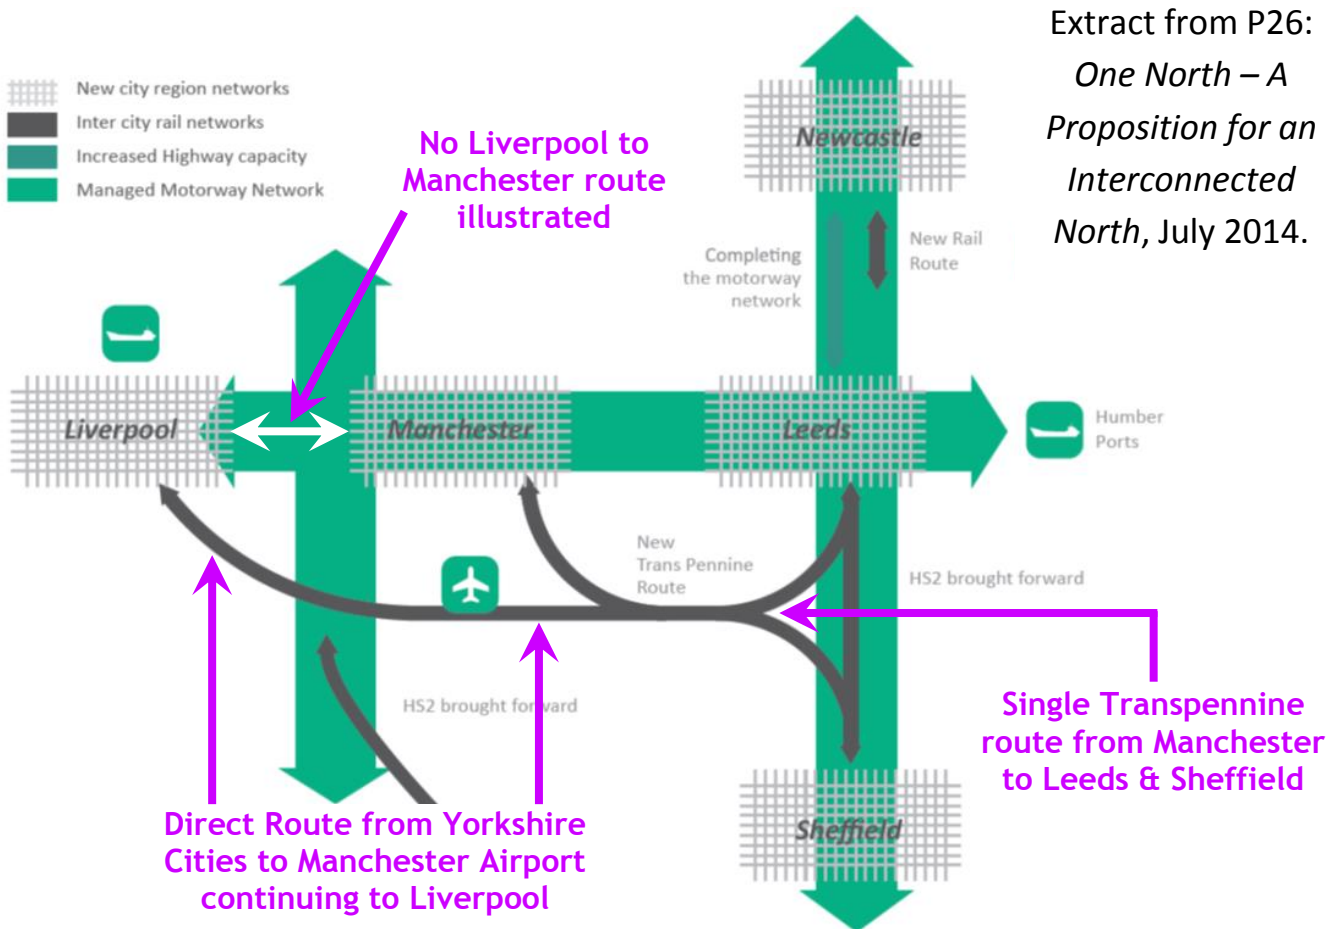 Extract from P26:
One North – A
Proposition for an
Interconnected
North, July 2014.
New city region networks
Inter city rail networks
Increased Highway capacity
Managed Motorway Network
No Liverpool to
Manchester route
illustrated
Newcastle
Completing
the motorway
network
New Rail
Route
Liverpool
Manchester
Leeds
Humber
Ports
New
Trans Pennine
Route
HS2 brought forward
HS2 brought forward
Single Transpennine
route from Manchester
to Leeds & Sheffield
Direct Route from Yorkshire
Cities to Manchester Airport
continuing to Liverpool
Sheffield